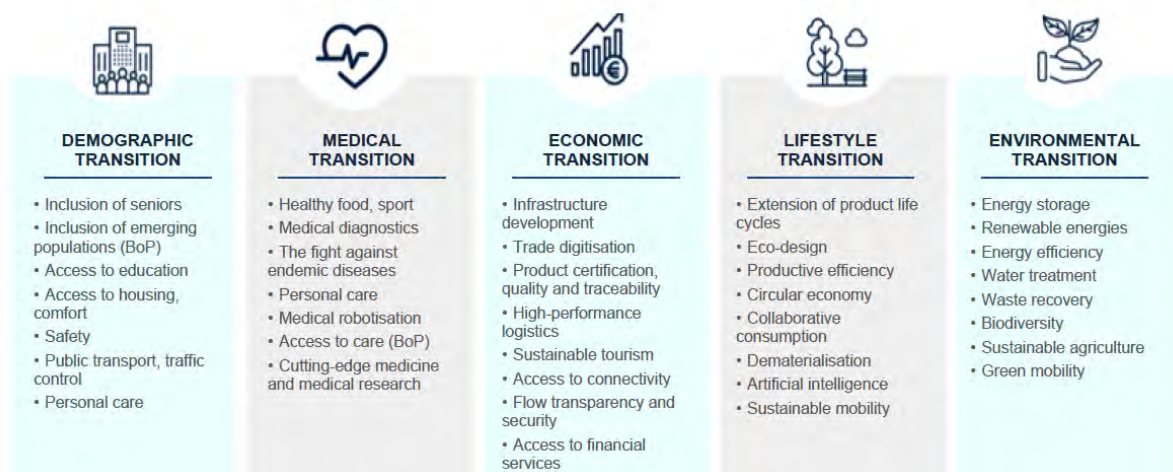 DEMOGRAPHIC
TRANSITION
• Inclusion of seniors
• Inclusion of emerging
populations (BoP)
• Access to education
• Access to housing,
comfort
• Safety
• Public transport, traffic
control
• Personal care
MEDICAL
TRANSITION
• Healthy food, sport
• Medical diagnostics
• The fight against
endemic diseases
• Personal care
• Medical robotisation
• Access to care (BoP)
• Cutting-edge medicine
and medical research
€
ECONOMIC
TRANSITION
• Infrastructure
development
• Trade digitisation
• Product certification,
quality and traceability
• High-performance
logistics
• Sustainable tourism
• Access to connectivity
• Flow transparency and
security
• Access to financial
services
LIFESTYLE
TRANSITION
• Extension of product life
cycles
• Eco-design
• Productive efficiency
• Circular economy
• Collaborative
consumption
• Dematerialisation
• Artificial intelligence
• Sustainable mobility
ENVIRONMENTAL
TRANSITION
• Energy storage
• Renewable energies
• Energy efficiency
• Water treatment
• Waste recovery
• Biodiversity
• Sustainable agriculture
• Green mobility